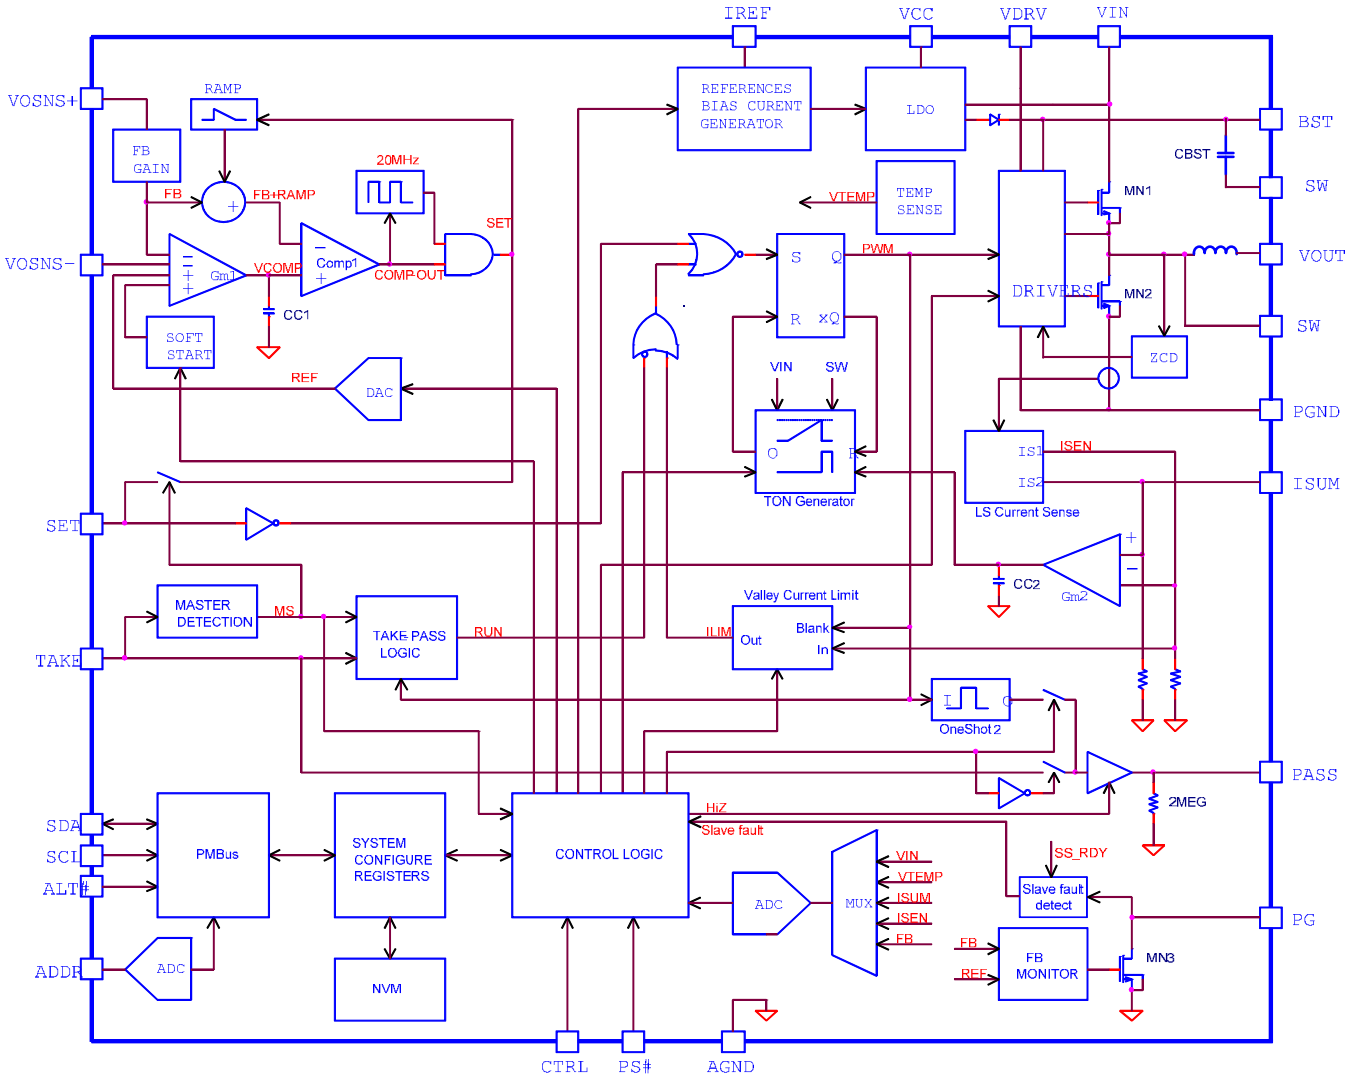 IREF
VCC
VDRV
VIN
VOSNS+
RAMP
REFERENCES
BIAS CURENT
GENERATOR
LDO
BST
FB
GAIN
20MHz
CBST
SW
FB
FB+RAMP
+
VTEMP
TEMP
SENSE
MN1
SET
VOSNS-
−
−
+
+
Gm1
VCOMP
−
+
Comp1
COMP-OUT
S
Q
R
xQ
PWM
DRIVERS
MN2
VOUT
CC1
SOFT
START
SW
ZCD
REF
DAC
VIN
SW
PGND
O
R
TON Generator
IS1
ISEN
IS2
LS Current Sense
ISUM
SET
+
−
Gm2
CC2
MASTER
DETECTION
MS
TAKE PASS
LOGIC
RUN
ILIM
Valley Current Limit
Out
Blank
In
TAKE
I
O
OneShot 2
PASS
2MEG
HiZ
Slave fault
SDA
SCL
ALT#
PMBus
SYSTEM
CONFIGURE
REGISTERS
CONTROL LOGIC
ADC
MUX
VIN
VTEMP
ISUM
ISEN
FB
SS_RDY
Slave fault
detect
PG
FB
REF
FB
MONITOR
MN3
ADDR
ADC
NVM
CTRL
PS#
AGND